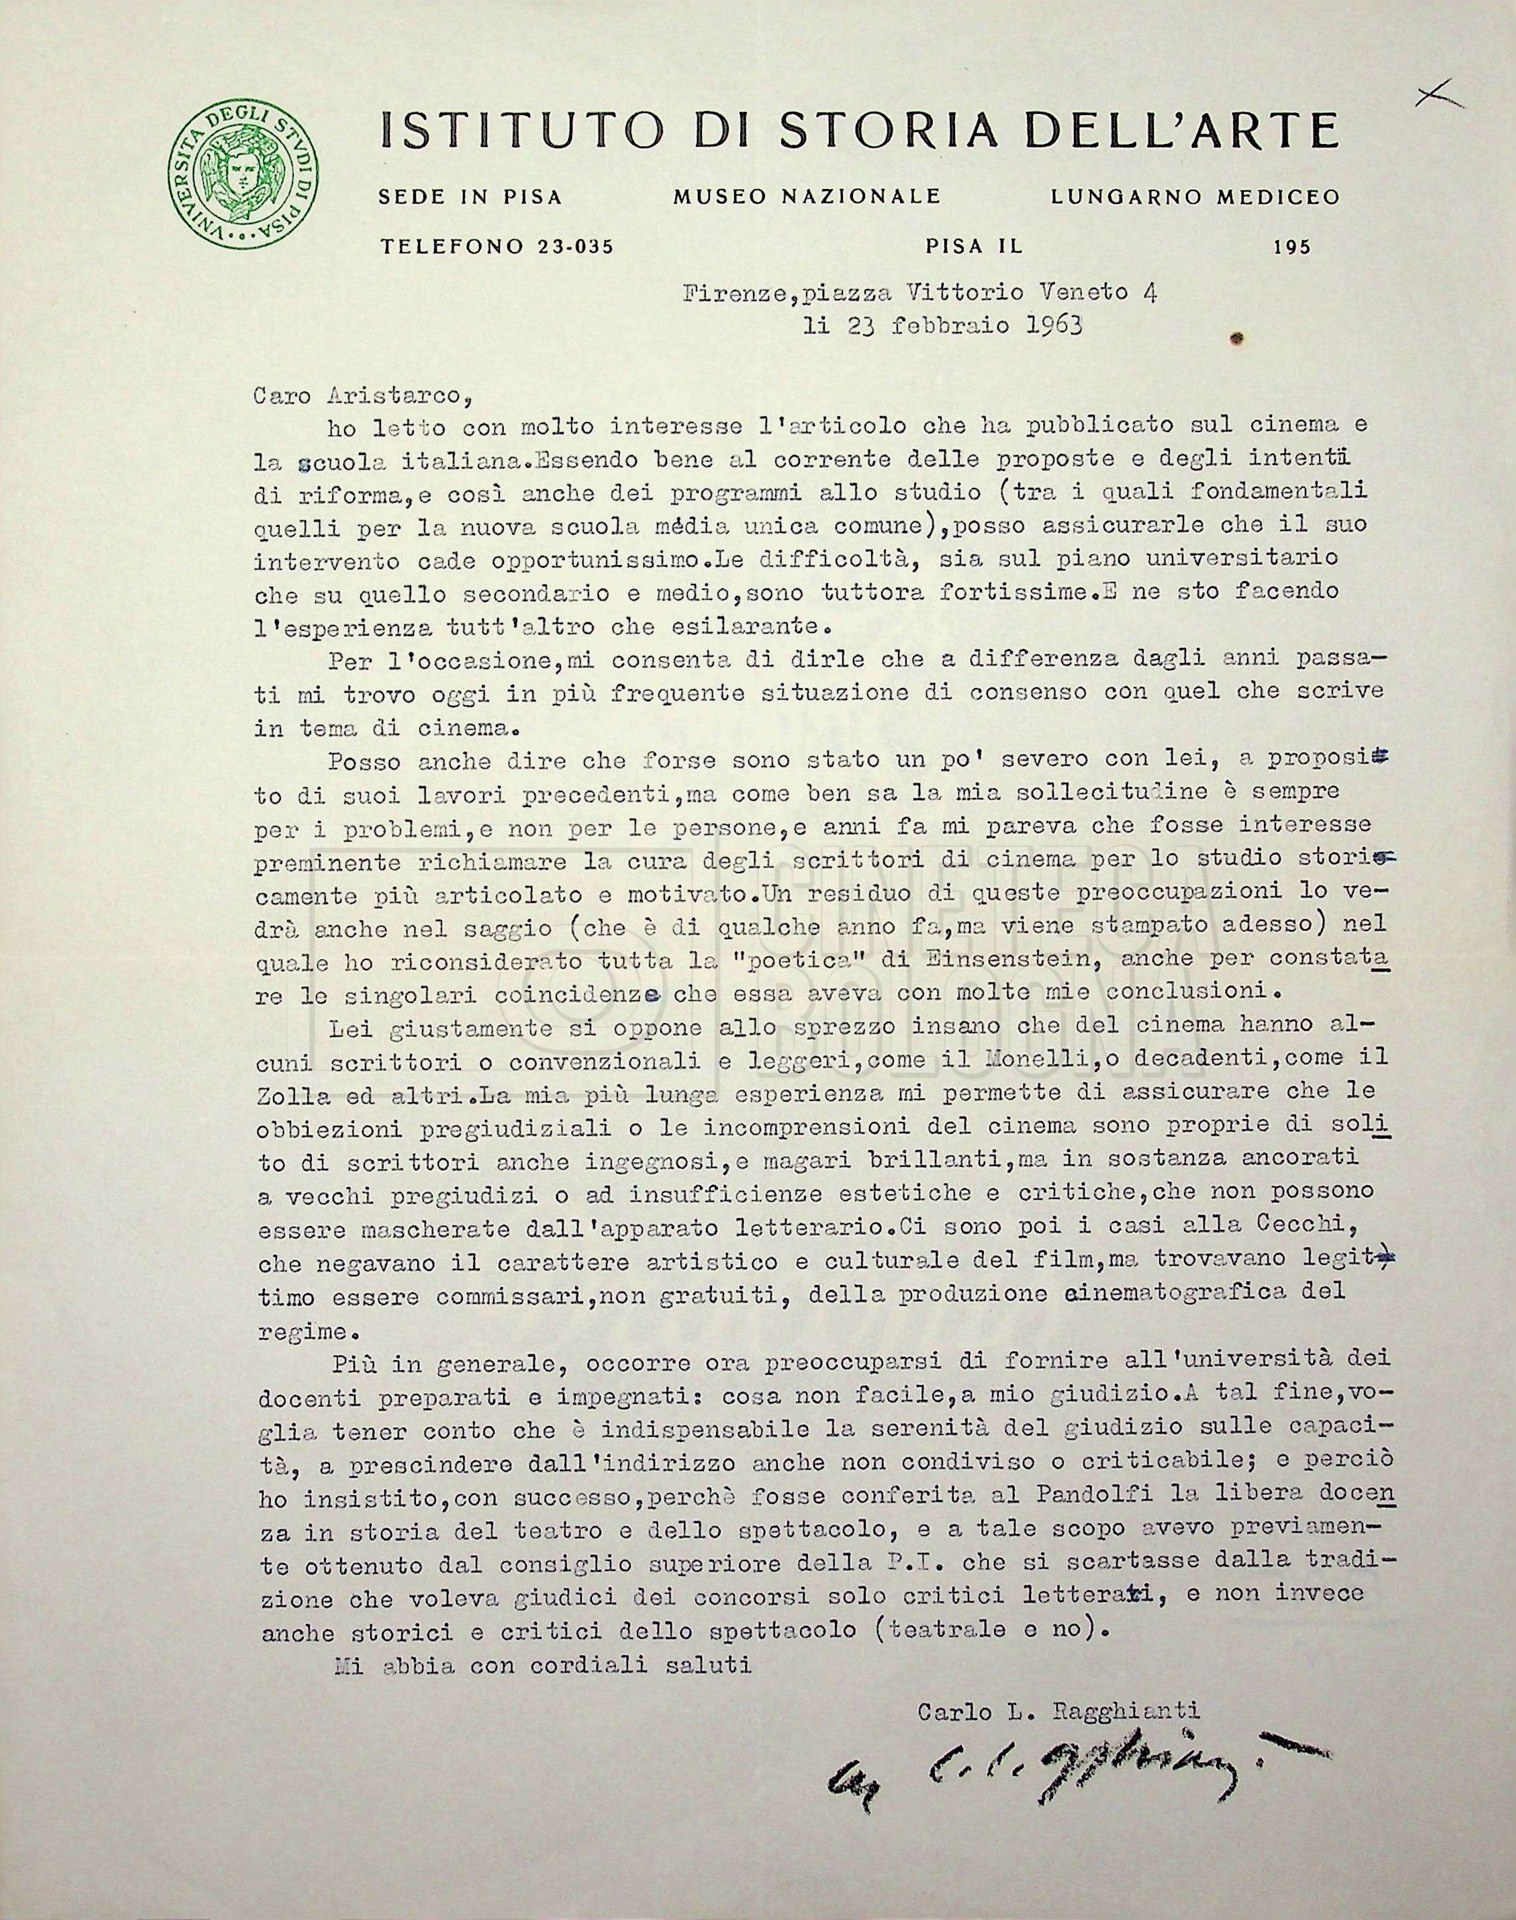 VNIVERSITA DEGLI STVDI DI PISA
ISTITUTO DI STORIA DELL'ARTE
SEDE IN PISA MUSEO NAZIONALE LUNGARNO MEDICEO
TELEFONO 23-035 PISA IL 195
Firenze,piazza Vittorio Veneto 4
li 23 febbraio 1963
Caro Aristarco,
ho letto con molto interesse l'articolo che ha pubblicato sul cinema e
la scuola italiana.Essendo bene al corrente delle proposte e degli intenti
di riforma,e così anche dei programmi allo studio (tra i quali fondamentali
quelli per la nuova scuola média unica comune),posso assicurarle che il suo
intervento cade opportunissimo.Le difficoltà, sia sul piano universitario
che su quello secondario e medio,sono tuttora fortissime.E ne sto facendo
l'esperienza tutt'altro che esilarante.
Per l'occasione,mi consenta di dirle che a differenza dagli anni passa-
ti mi trovo oggi in più frequente situazione di consenso con quel che scrive
in tema di cinema.
Posso anche dire che forse sono stato un po' severo con lei, a proposi-
to di suoi lavori precedenti,ma come ben sa la mia sollecitudine è sempre
per i problemi,e non per le persone,e anni fa mi pareva che fosse interesse
preminente richiamare la cura degli scrittori di cinema per lo studio stori-
camente più articolato e motivato.Un residuo di queste preoccupazioni lo ve-
drà anche nel saggio (che è di qualche anno fa,ma viene stampato adesso) nel
quale ho riconsiderato tutta la "poetica" di Einsenstein, anche per constata
re le singolari coincidenze che essa aveva con molte mie conclusioni.
Lei giustamente si oppone allo sprezzo insano che del cinema hanno al-
cuni scrittori o convenzionali e leggeri,come il Monelli,o decadenti,come il
Zolla ed altri.La mia più lunga esperienza mi permette di assicurare che le
obbiezioni pregiudiziali o le incomprensioni del cinema sono proprie di soli
to di scrittori anche ingegnosi,e magari brillanti,ma in sostanza ancorati
a vecchi pregiudizi o ad insufficienze estetiche e critiche,che non possono
essere mascherate dall'apparato letterario.Ci sono poi i casi alla Cecchi,
che negavano il carattere artistico e culturale del film,ma trovavano legit-
timo essere commissari,non gratuiti, della produzione cinematografica del
regime.
Più in generale, occorre ora preoccuparsi di fornire all'università dei
docenti preparati e impegnati: cosa non facile,a mio giudizio.A tal fine,vo-
glia tener conto che è indispensabile la serenità del giudizio sulle capaci-
tà, a prescindere dall'indirizzo anche non condiviso o criticabile; e perciò
ho insistito,con successo,perchè fosse conferita al Pandolfi la libera docen
za in storia del teatro e dello spettacolo, e a tale scopo avevo previamen-
te ottenuto dal consiglio superiore della P.I. che si scartasse dalla tradi-
zione che voleva giudici dei concorsi solo critici letterari, e non invece
anche storici e critici dello spettacolo (teatrale e no).
Mi abbia con cordiali saluti
Carlo L. Ragghianti
CINETECA
BOLOGNA